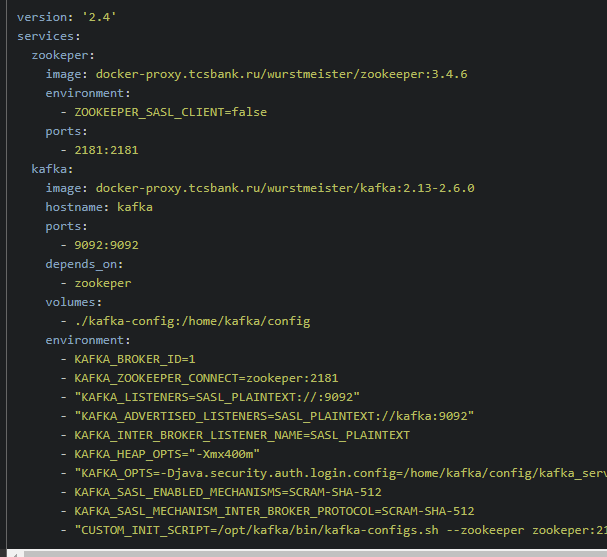 version: '2.4'
services:
  zookeper:
    image: docker-proxy.tcsbank.ru/wurstmeister/zookeeper:3.4.6
    environment:
      - ZOOKEEPER_SASL_CLIENT=false
    ports:
      - 2181:2181
  kafka:
    image: docker-proxy.tcsbank.ru/wurstmeister/kafka:2.13-2.6.0
    hostname: kafka
    ports:
      - 9092:9092
    depends_on:
      - zookeper
    volumes:
      - ./kafka-config:/home/kafka/config
    environment:
      - KAFKA_BROKER_ID=1
      - KAFKA_ZOOKEEPER_CONNECT=zookeper:2181
      - "KAFKA_LISTENERS=SASL_PLAINTEXT://:9092"
      - "KAFKA_ADVERTISED_LISTENERS=SASL_PLAINTEXT://kafka:9092"
      - KAFKA_INTER_BROKER_LISTENER_NAME=SASL_PLAINTEXT
      - KAFKA_HEAP_OPTS="-Xmx400m"
      - "KAFKA_OPTS=-Djava.security.auth.login.config=/home/kafka/config/kafka_serv
      - KAFKA_SASL_ENABLED_MECHANISMS=SCRAM-SHA-512
      - KAFKA_SASL_MECHANISM_INTER_BROKER_PROTOCOL=SCRAM-SHA-512
      - "CUSTOM_INIT_SCRIPT=/opt/kafka/bin/kafka-configs.sh --zookeeper zookeper:21